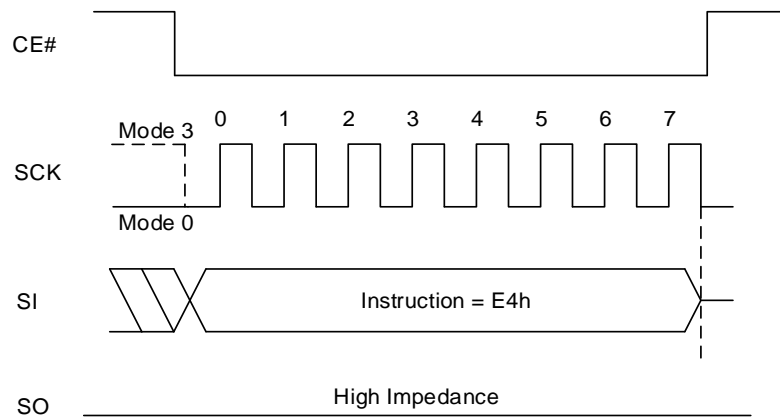 CE#
Mode 3
0 1 2 3 4 5 6 7
SCK
Mode 0
SI
Instruction = E4h
SO
High Impedance